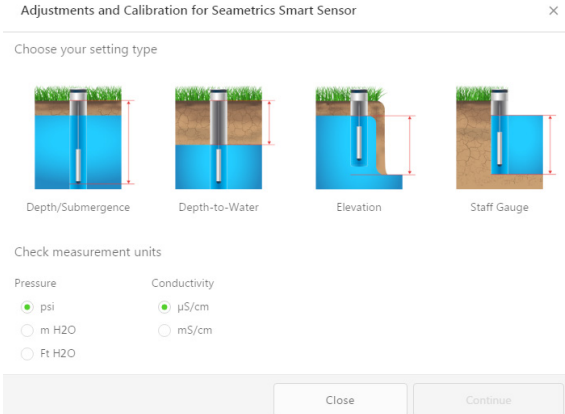 Adjustments and Calibration for Seametrics Smart Sensor
Choose your setting type
Depth/Submergence Depth-to-Water Elevation Staff Gauge
Check measurement units
Pressure Conductivity
psi µS/cm
m H2O mS/cm
Ft H2O
Close Continue